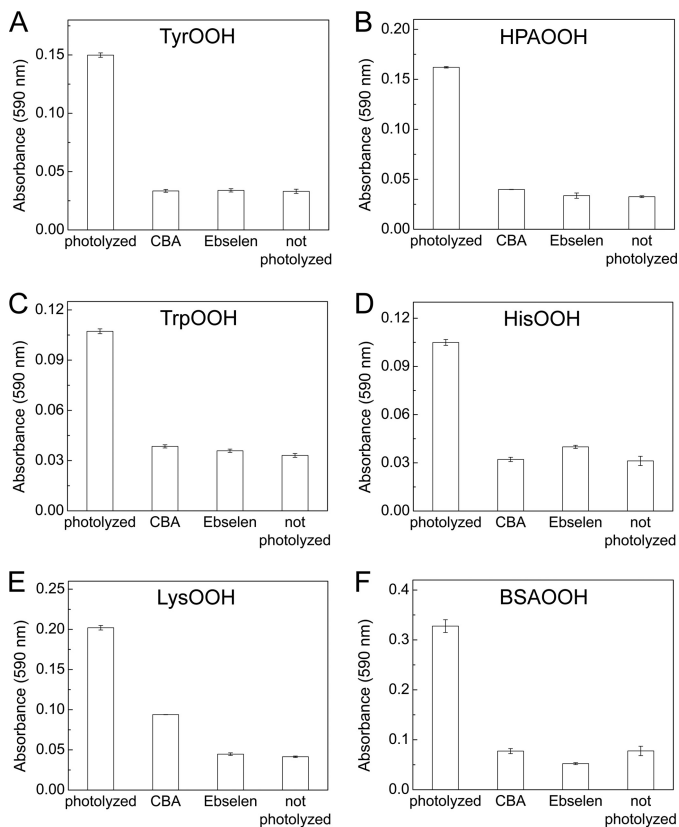 A
TyrOOH
Absorbance (590 nm)
0.15
0.10
0.05
0.00
photolyzed CBA Ebselen not photolyzed
B
HPAOOH
Absorbance (590 nm)
0.20
0.15
0.10
0.05
0.00
photolyzed CBA Ebselen not photolyzed
C
TrpOOH
Absorbance (590 nm)
0.12
0.09
0.06
0.03
0.00
photolyzed CBA Ebselen not photolyzed
D
HisOOH
Absorbance (590 nm)
0.12
0.09
0.06
0.03
0.00
photolyzed CBA Ebselen not photolyzed
E
LysOOH
Absorbance (590 nm)
0.25
0.20
0.15
0.10
0.05
0.00
photolyzed CBA Ebselen not photolyzed
F
BSAOOH
Absorbance (590 nm)
0.4
0.3
0.2
0.1
0.0
photolyzed CBA Ebselen not photolyzed